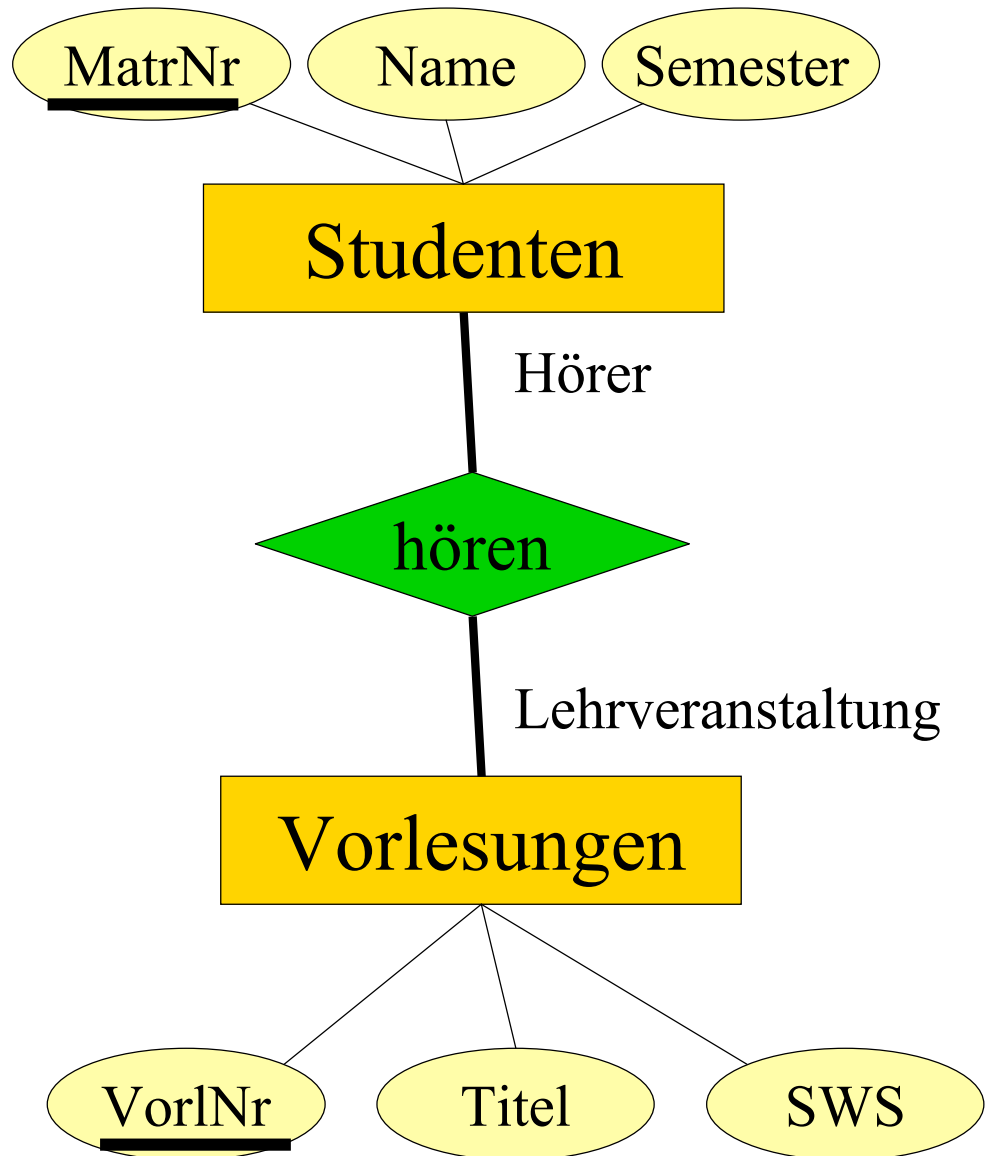 MatrNr Name Semester
Studenten
Hörer
hören
Lehrveranstaltung
Vorlesungen
VorlNr Titel SWS